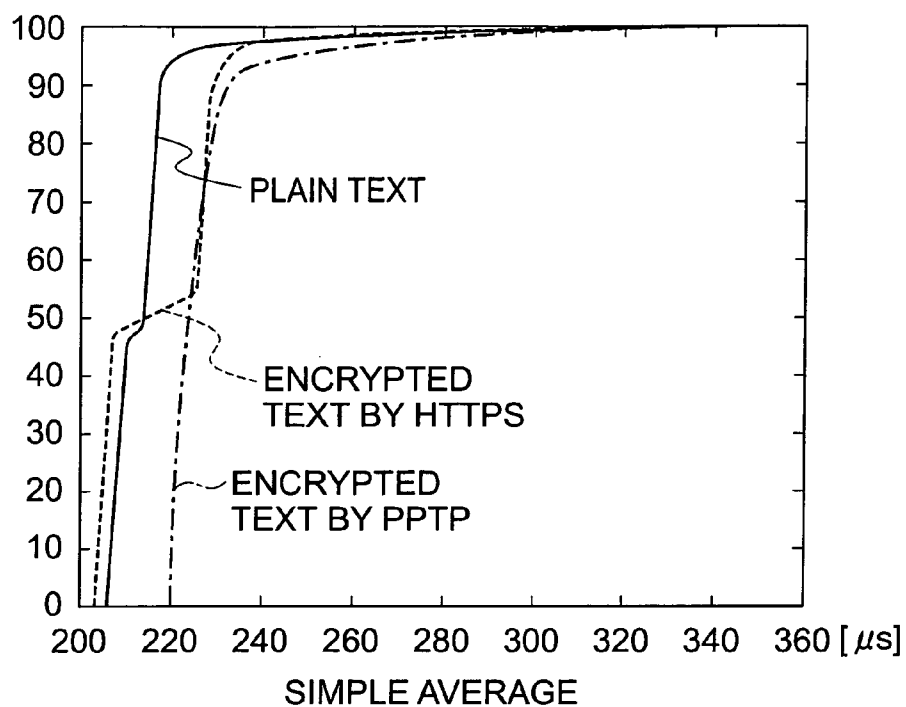 100
90
80
70
60
50
40
30
20
10
0
PLAIN TEXT
ENCRYPTED
TEXT BY HTTPS
ENCRYPTED
TEXT BY PPTP
200 220 240 260 280 300 320 340 360 [μs]
SIMPLE AVERAGE